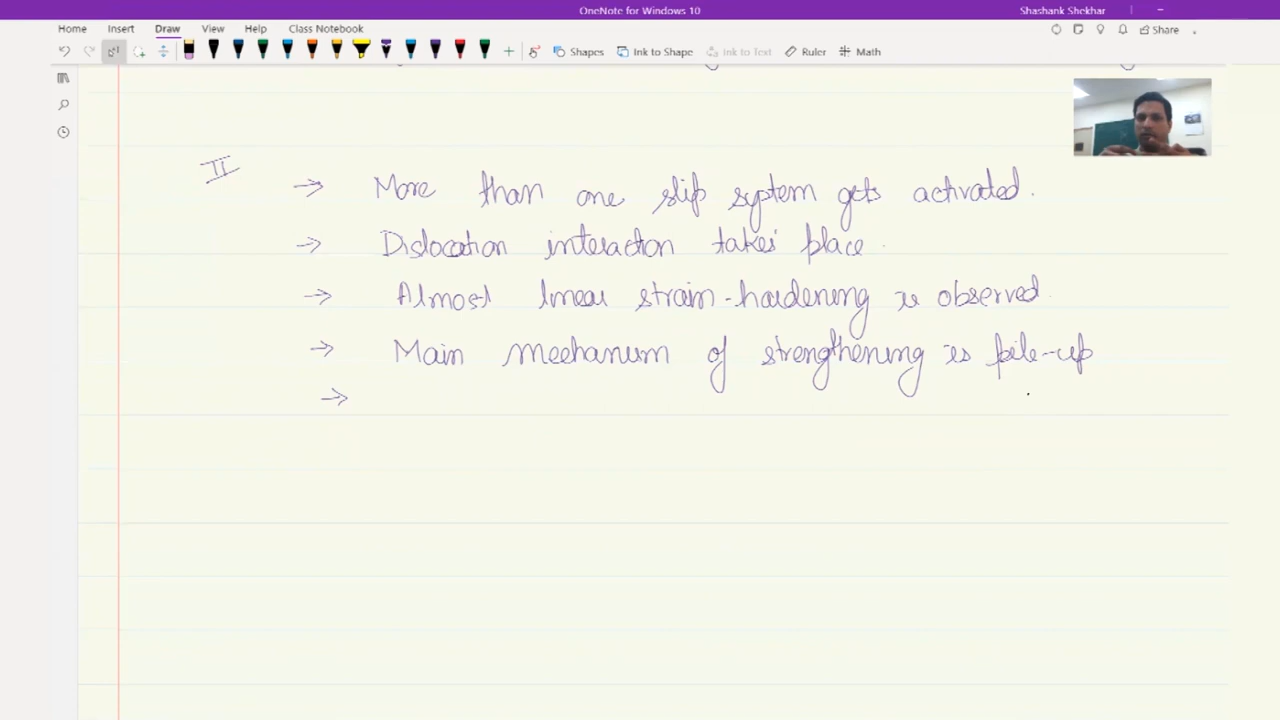 OneNote for Windows 10
Shashank Shekhar
Home Insert Draw View Help Class Notebook
Shapes Ink to Shape Ink to Text Ruler Math Share
II
→ More than one slip system gets activated.
→ Dislocation interaction takes place.
→ Almost linear strain-hardening is observed.
→ Main mechanism of strengthening is pile-up
→